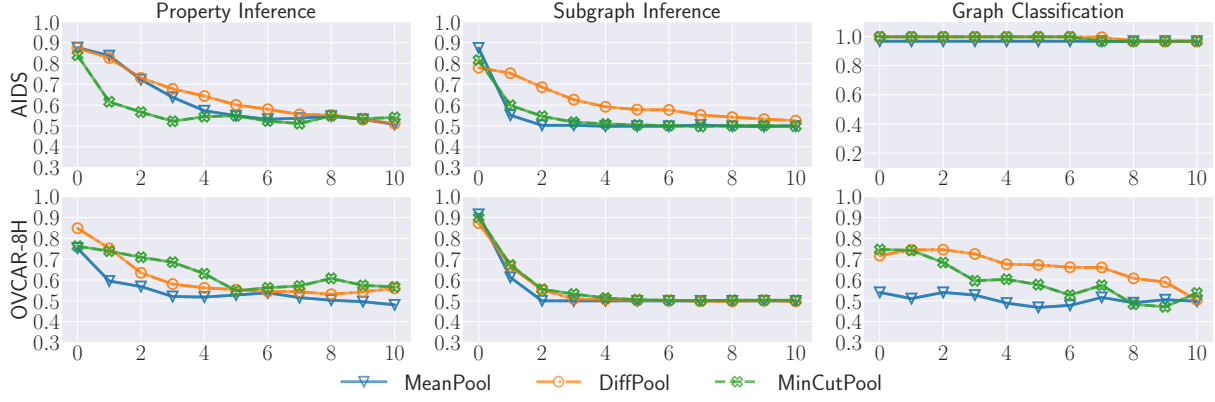 Property Inference Subgraph Inference Graph Classification
AIDS
1.0 0.9 0.8 0.7 0.6 0.5 0.4 0.3
0 2 4 6 8 10
1.0 0.9 0.8 0.7 0.6 0.5 0.4 0.3
0 2 4 6 8 10
1.0 0.8 0.6 0.4 0.2
0 2 4 6 8 10
OVCAR-8H
1.0 0.9 0.8 0.7 0.6 0.5 0.4 0.3
0 2 4 6 8 10
1.0 0.9 0.8 0.7 0.6 0.5 0.4 0.3
0 2 4 6 8 10
1.0 0.9 0.8 0.7 0.6 0.5 0.4 0.3
0 2 4 6 8 10
MeanPool DiffPool MinCutPool